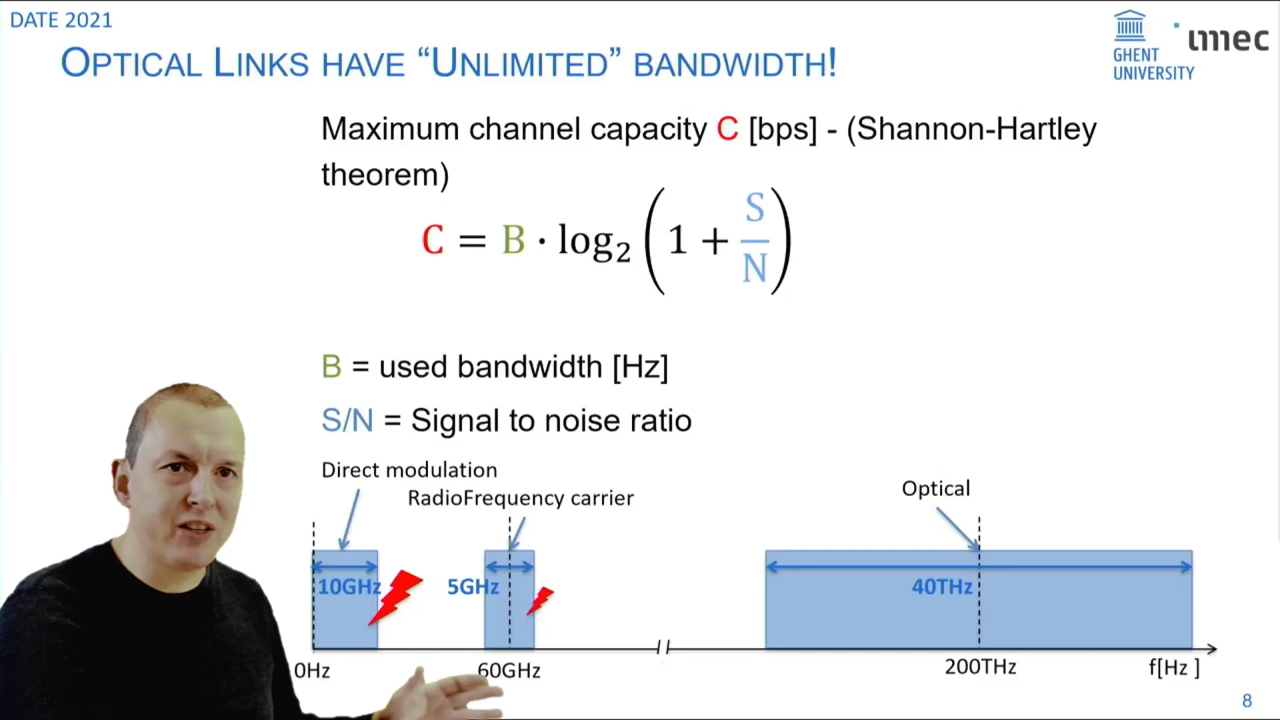 DATE 2021
OPTICAL LINKS HAVE “UNLIMITED” BANDWIDTH!
GHENT
UNIVERSITY
imec
Maximum channel capacity C [bps] - (Shannon-Hartley
theorem)
C = B · log₂ (1 + S/N)
B = used bandwidth [Hz]
S/N = Signal to noise ratio
Direct modulation
RadioFrequency carrier
Optical
10GHz
5GHz
40THz
0Hz
60GHz
200THz
f[Hz ]
8